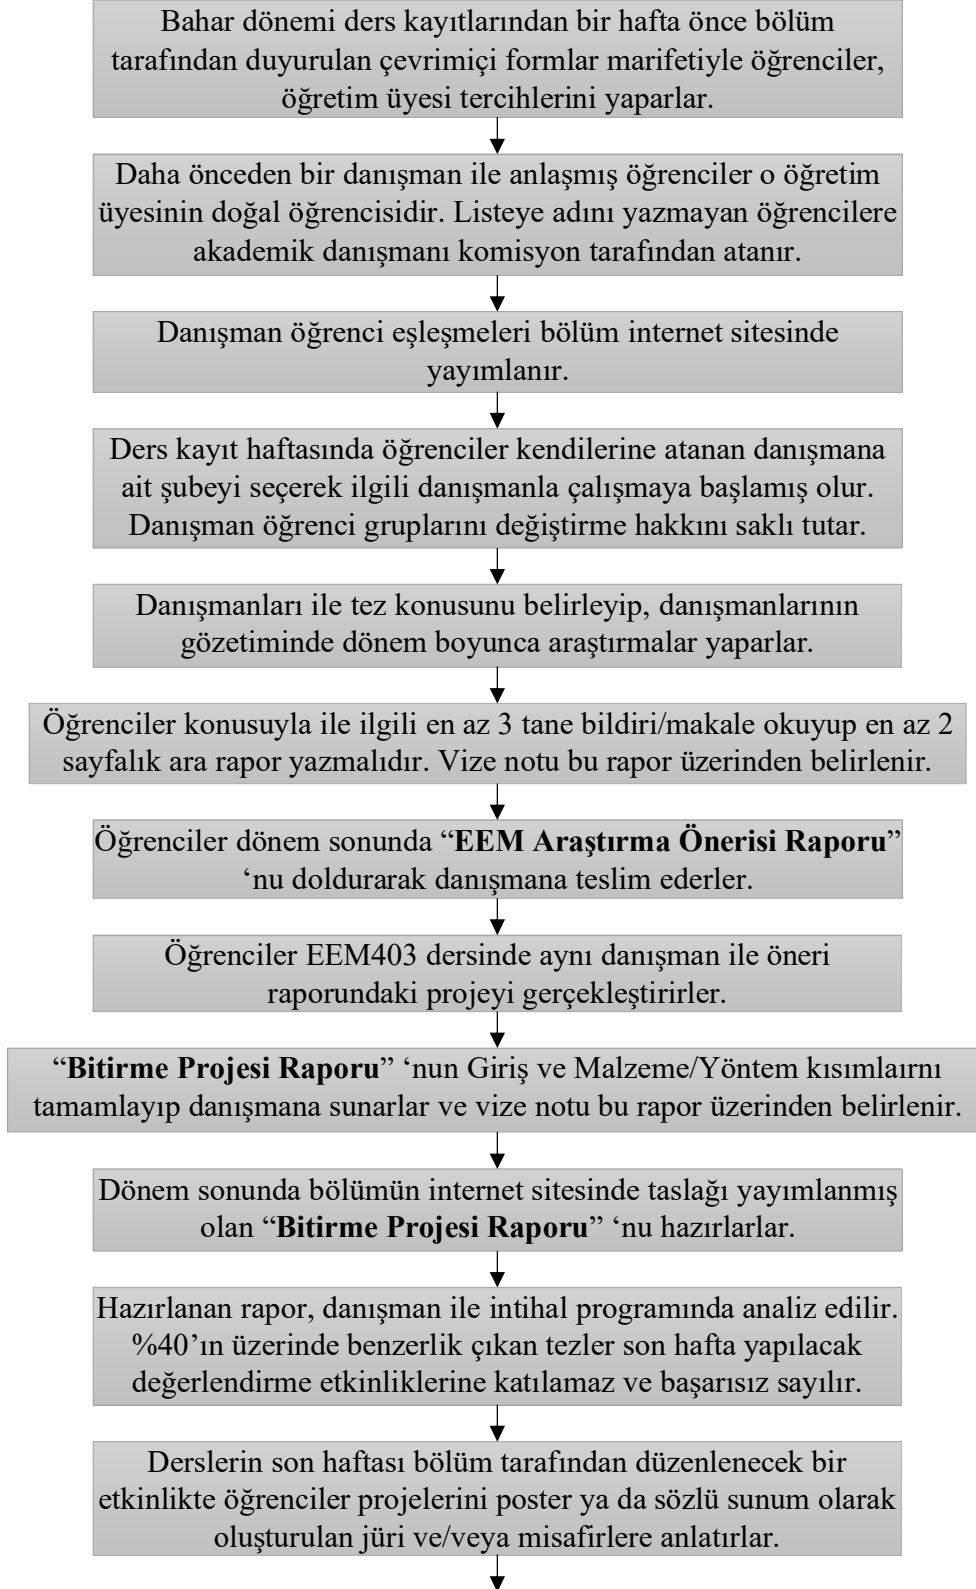 Bahar dönemi ders kayıtlarından bir hafta önce bölüm
tarafından duyurulan çevrimiçi formlar marifetiyle öğrenciler,
öğretim üyesi tercihlerini yaparlar.
Daha önceden bir danışman ile anlaşmış öğrenciler o öğretim
üyesinin doğal öğrencisidir. Listeye adını yazmayan öğrencilere
akademik danışmanı komisyon tarafından atanır.
Danışman öğrenci eşleşmeleri bölüm internet sitesinde
yayımlanır.
Ders kayıt haftasında öğrenciler kendilerine atanan danışmana
ait şubeyi seçerek ilgili danışmanla çalışmaya başlamış olur.
Danışman öğrenci gruplarını değiştirme hakkını saklı tutar.
Danışmanları ile tez konusunu belirleyip, danışmanlarının
gözetiminde dönem boyunca araştırmalar yaparlar.
Öğrenciler konusuyla ile ilgili en az 3 tane bildiri/makale okuyup en az 2
sayfalık ara rapor yazmalıdır. Vize notu bu rapor üzerinden belirlenir.
Öğrenciler dönem sonunda “EEM Araştırma Önerisi Raporu”
‘nu doldurarak danışmana teslim ederler.
Öğrenciler EEM403 dersinde aynı danışman ile öneri
raporundaki projeyi gerçekleştirirler.
“Bitirme Projesi Raporu” ‘nun Giriş ve Malzeme/Yöntem kısımlaırnı
tamamlayıp danışmana sunarlar ve vize notu bu rapor üzerinden belirlenir.
Dönem sonunda bölümün internet sitesinde taslağı yayımlanmış
olan “Bitirme Projesi Raporu” ‘nu hazırlarlar.
Hazırlanan rapor, danışman ile intihal programında analiz edilir.
%40’ın üzerinde benzerlik çıkan tezler son hafta yapılacak
değerlendirme etkinliklerine katılamaz ve başarısız sayılır.
Derslerin son haftası bölüm tarafından düzenlenecek bir
etkinlikte öğrenciler projelerini poster ya da sözlü sunum olarak
oluşturulan jüri ve/veya misafirlere anlatırlar.